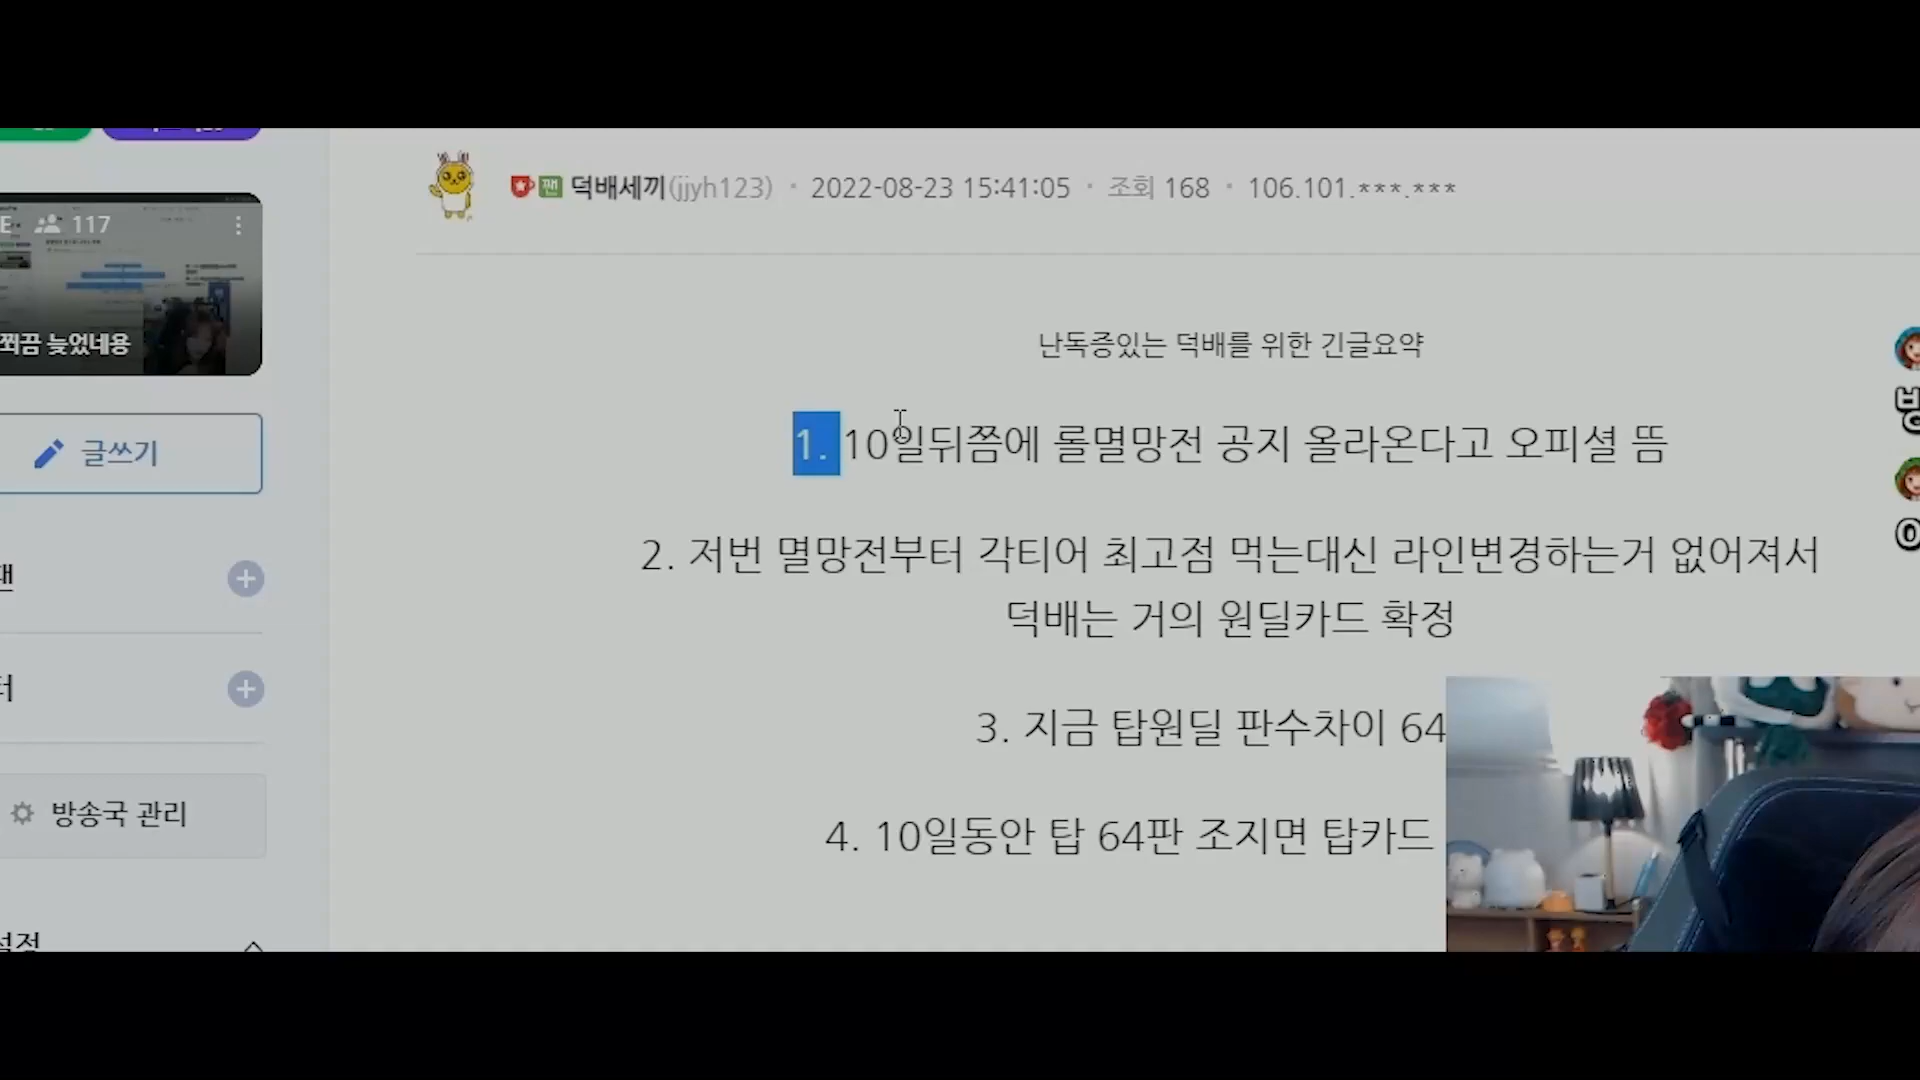 E 117
쬐끔 늦었네용
글쓰기
터
방송국 관리
설정
짼 덕배세끼(jjyh123) · 2022-08-23 15:41:05 · 조회 168 · 106.101.***.***
난독증있는 덕배를 위한 긴글요약
1. 10일뒤쯤에 롤멸망전 공지 올라온다고 오피셜 뜸
2. 저번 멸망전부터 각티어 최고점 먹는대신 라인변경하는거 없어져서
덕배는 거의 원딜카드 확정
3. 지금 탑원딜 판수차이 64
4. 10일동안 탑 64판 조지면 탑카드